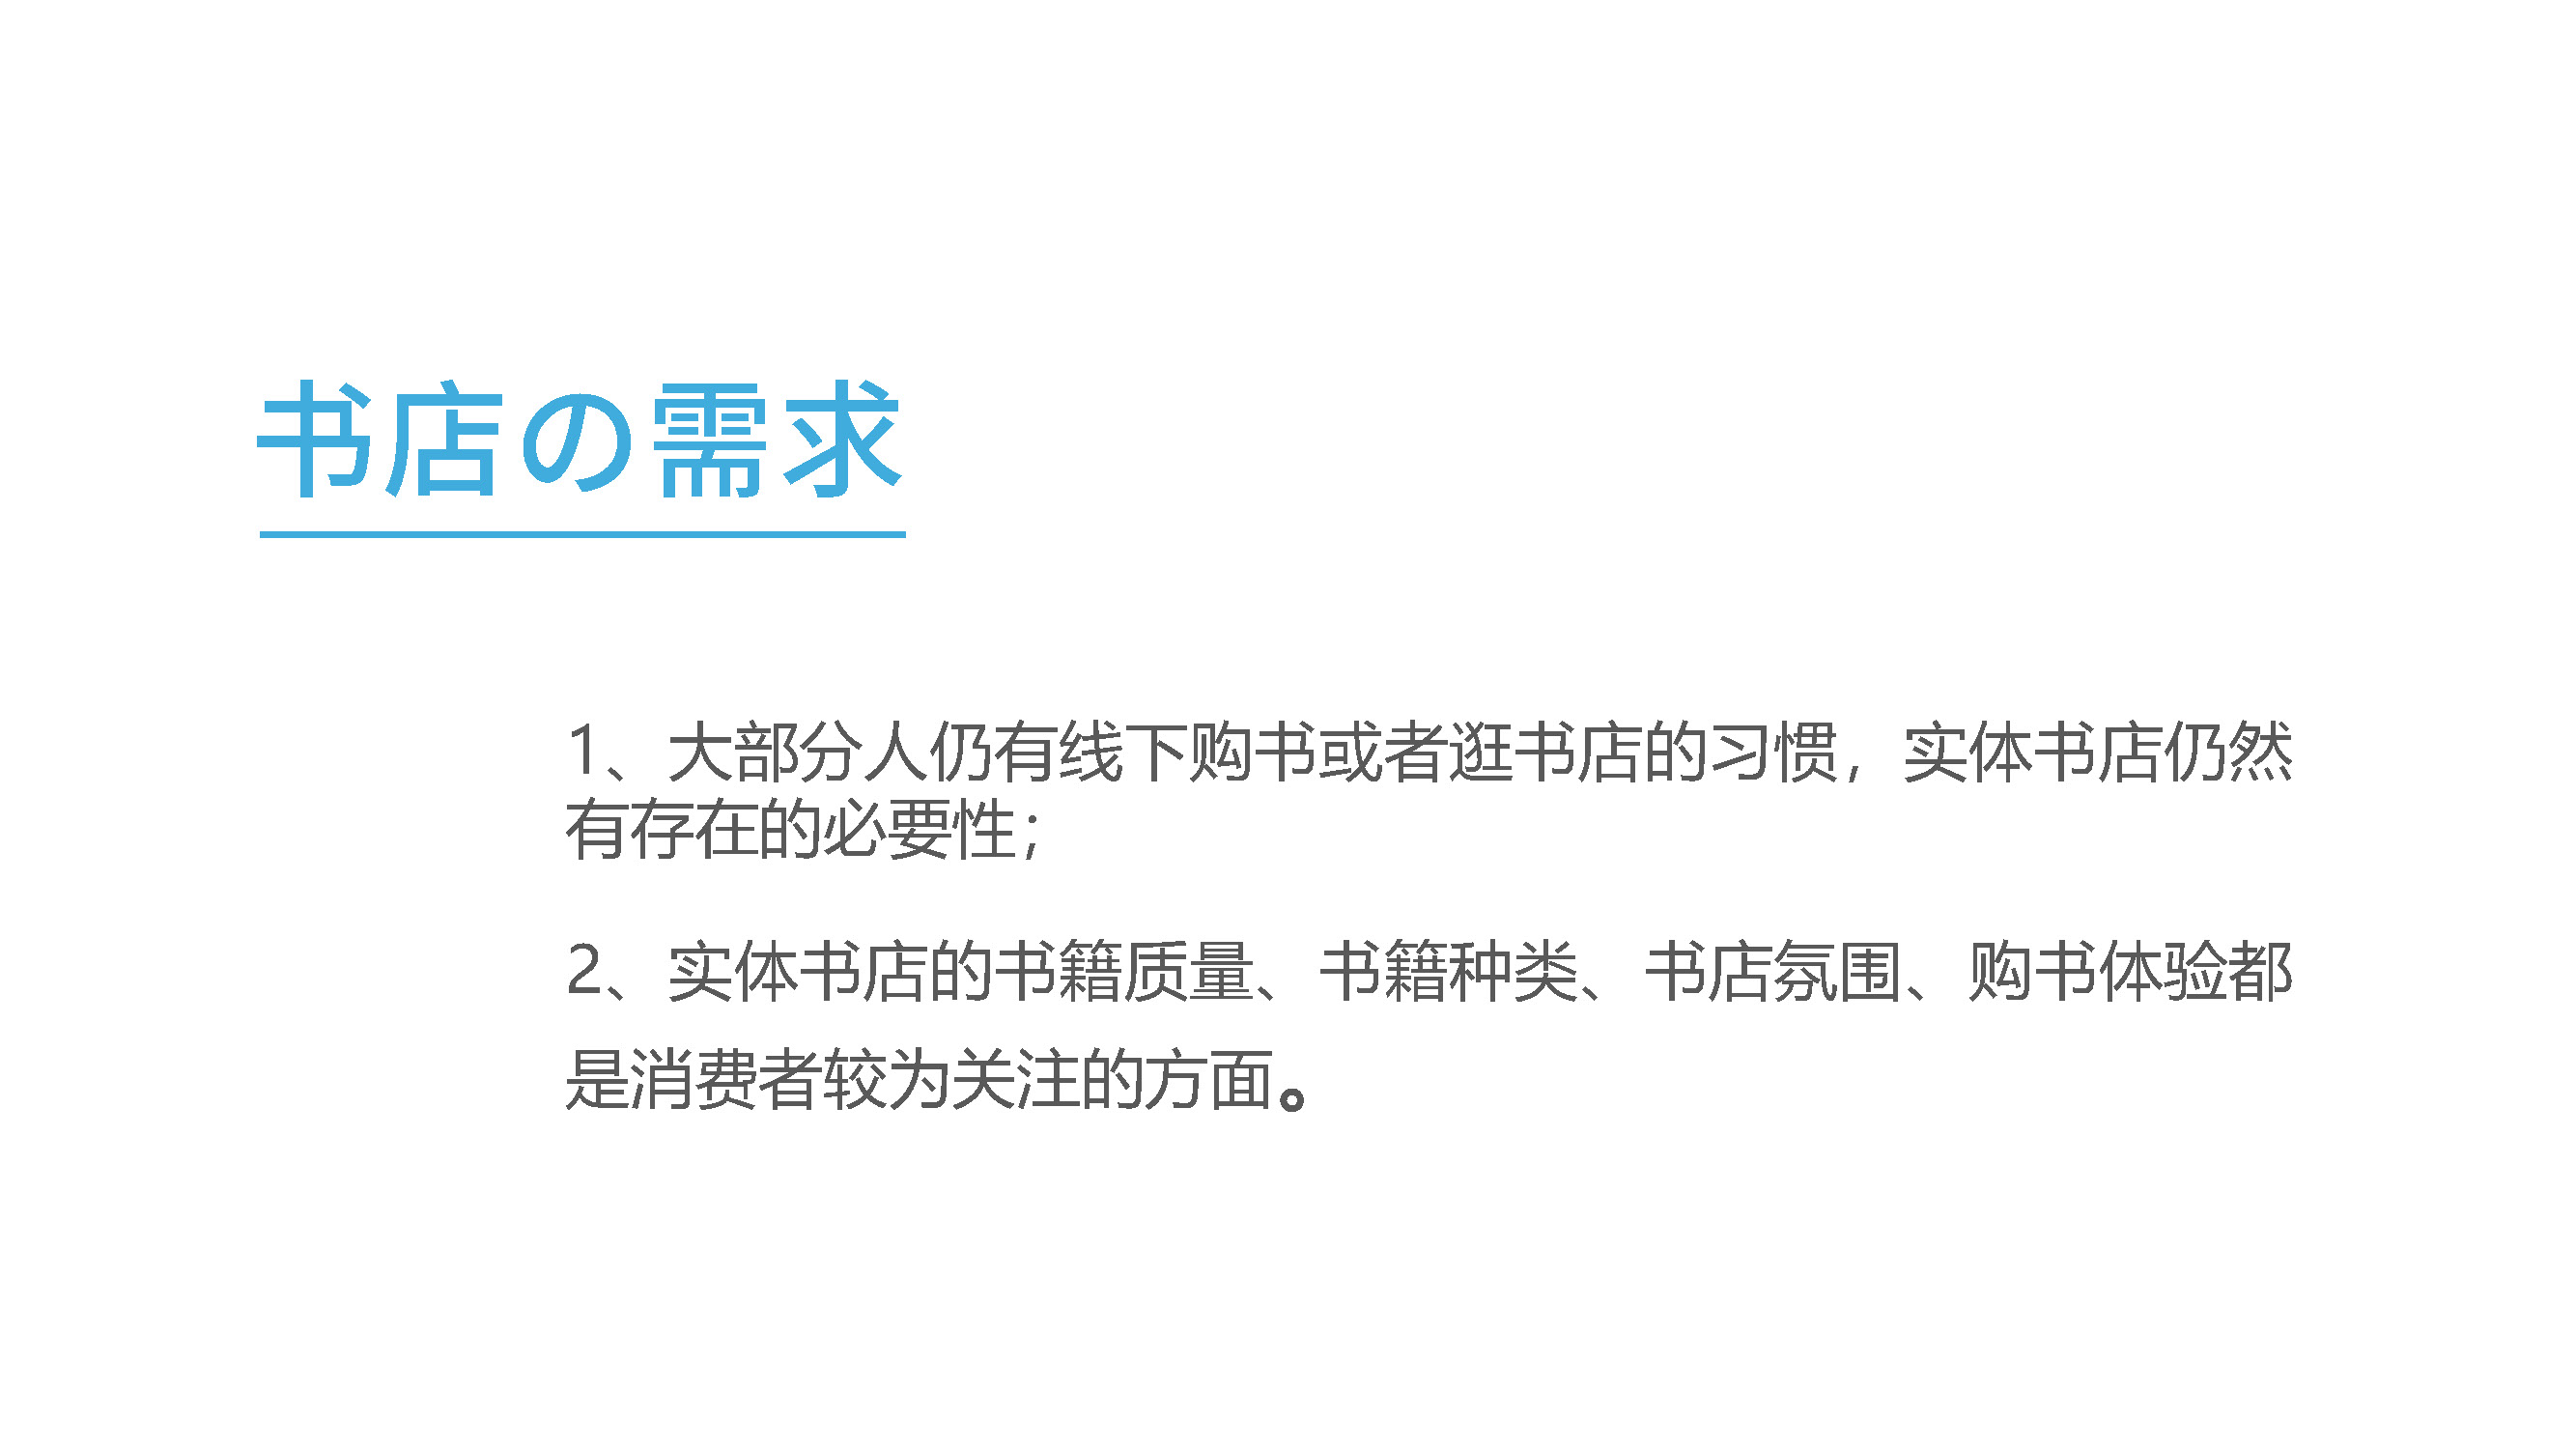 书店の需求
1、大部分人仍有线下购书或者逛书店的习惯，实体书店仍然
有存在的必要性；
2、实体书店的书籍质量、书籍种类、书店氛围、购书体验都
是消费者较为关注的方面。